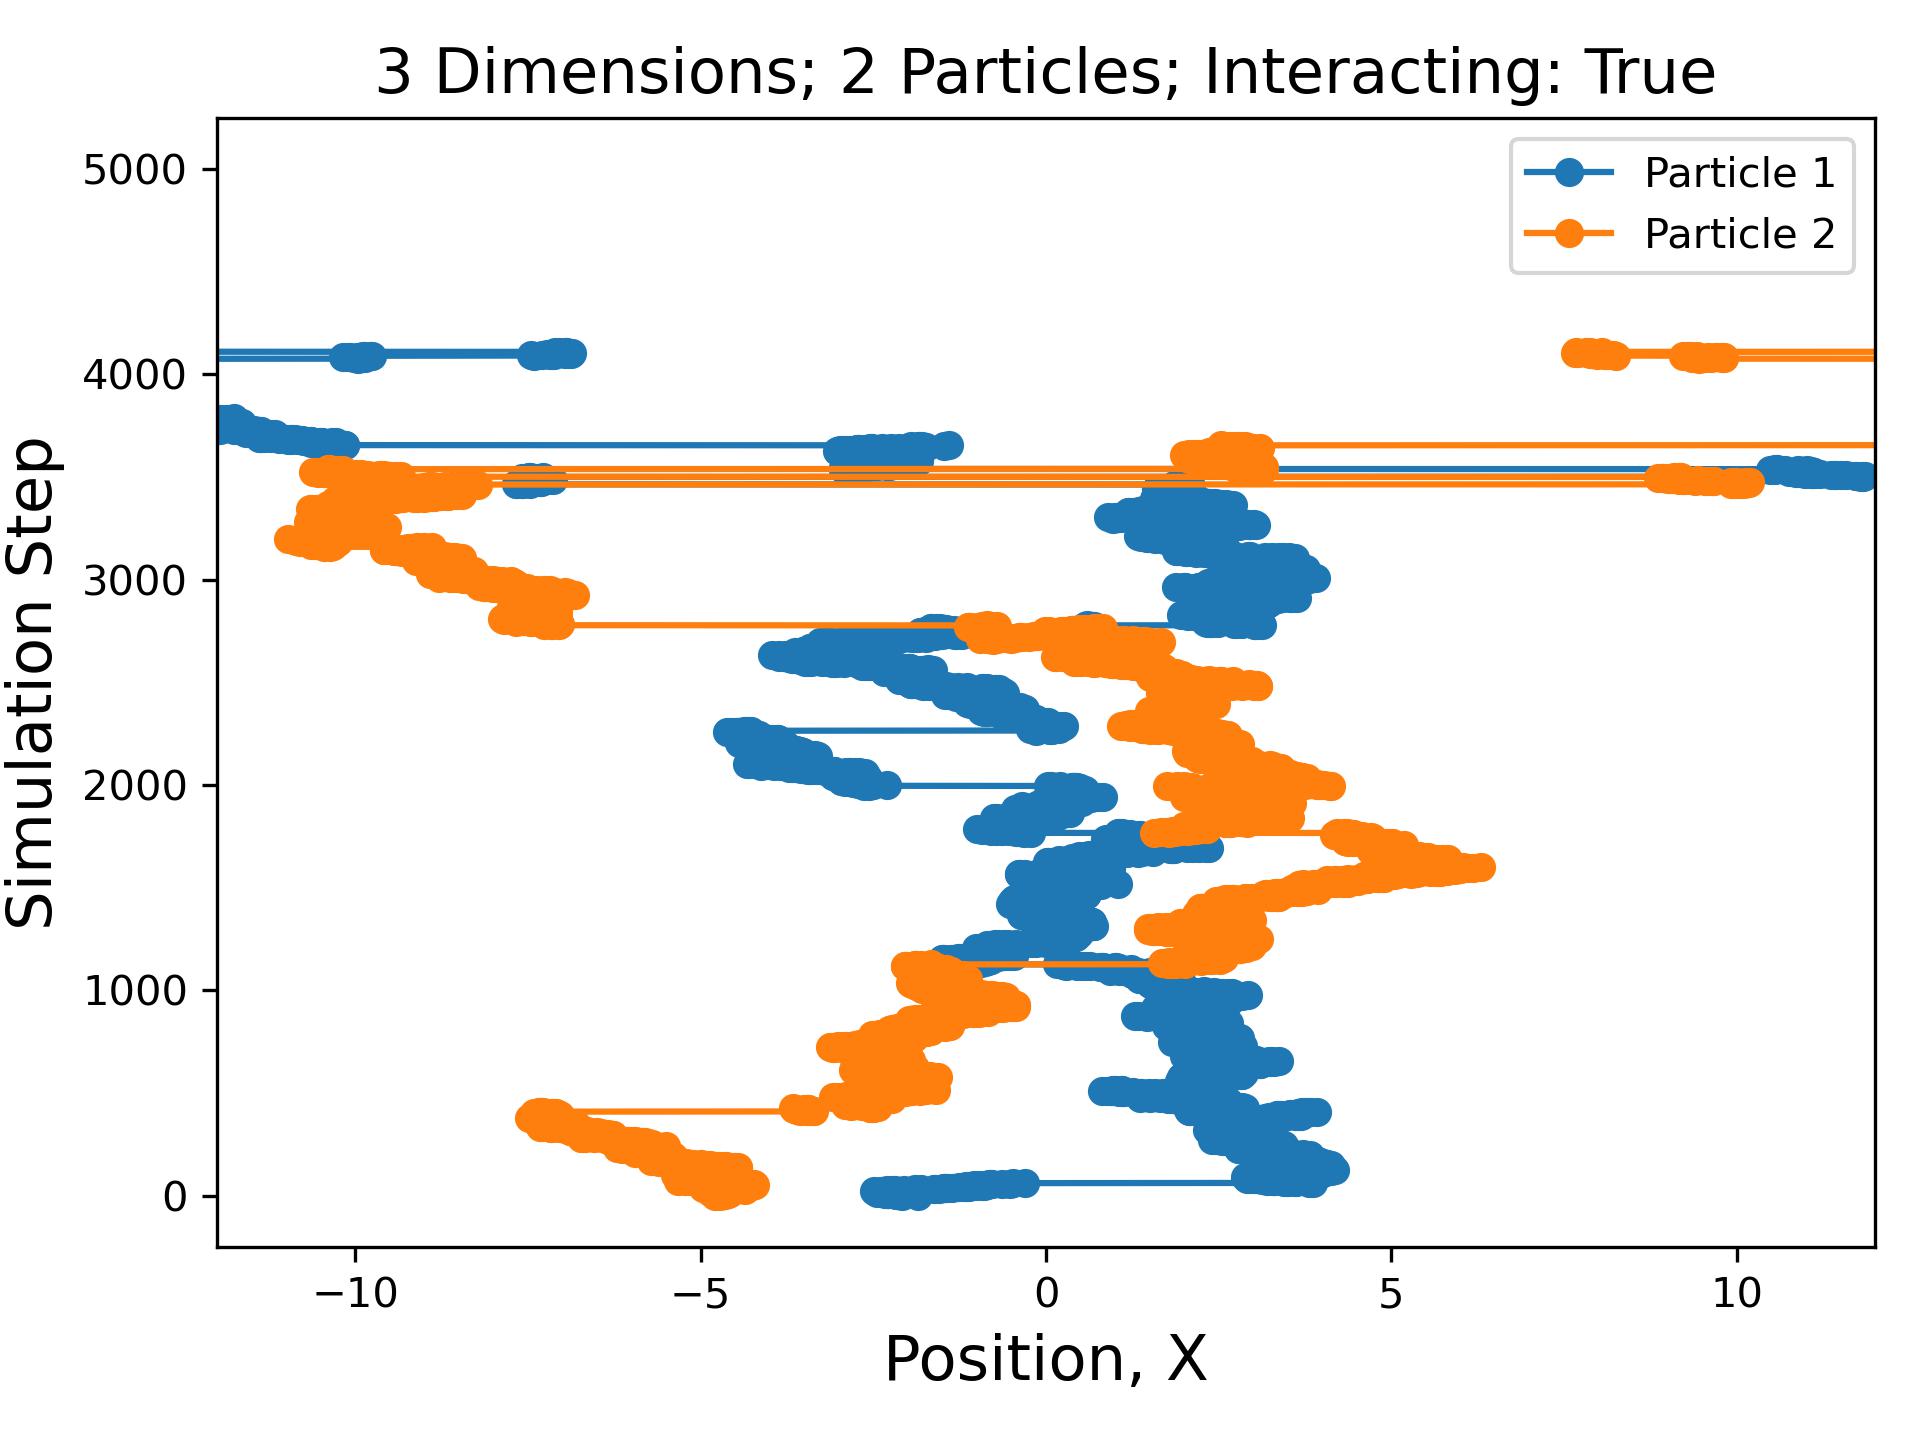 3 Dimensions; 2 Particles; Interacting: True
Particle 1
Particle 2
5000
4000
3000
2000
1000
0
Simulation Step
−10
−5
0
5
10
Position, X